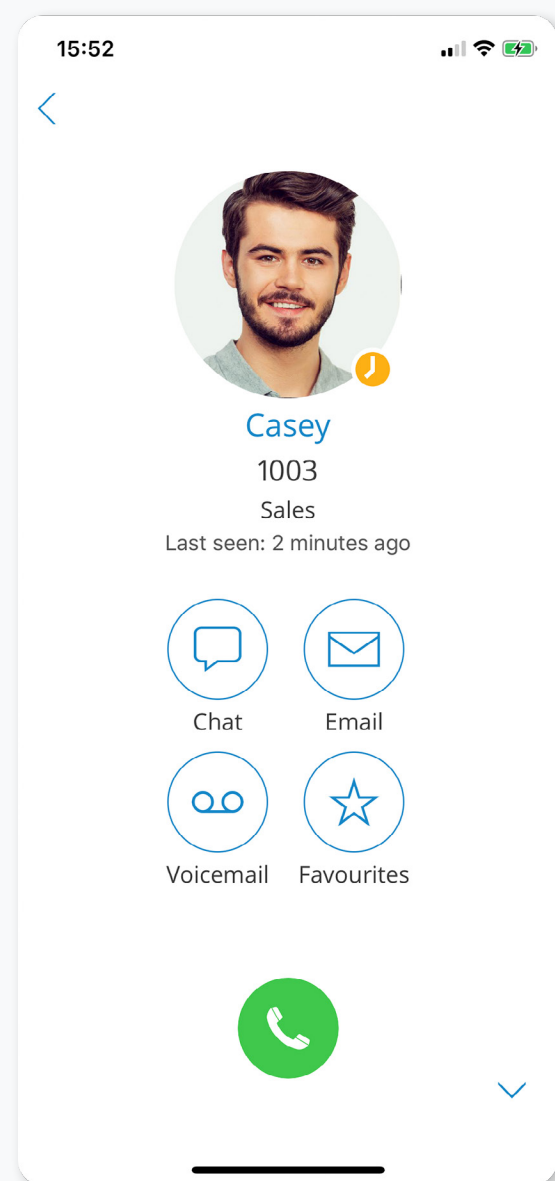 15:52
Casey
1003
Sales
Last seen: 2 minutes ago
Chat
Email
Voicemail
Favourites